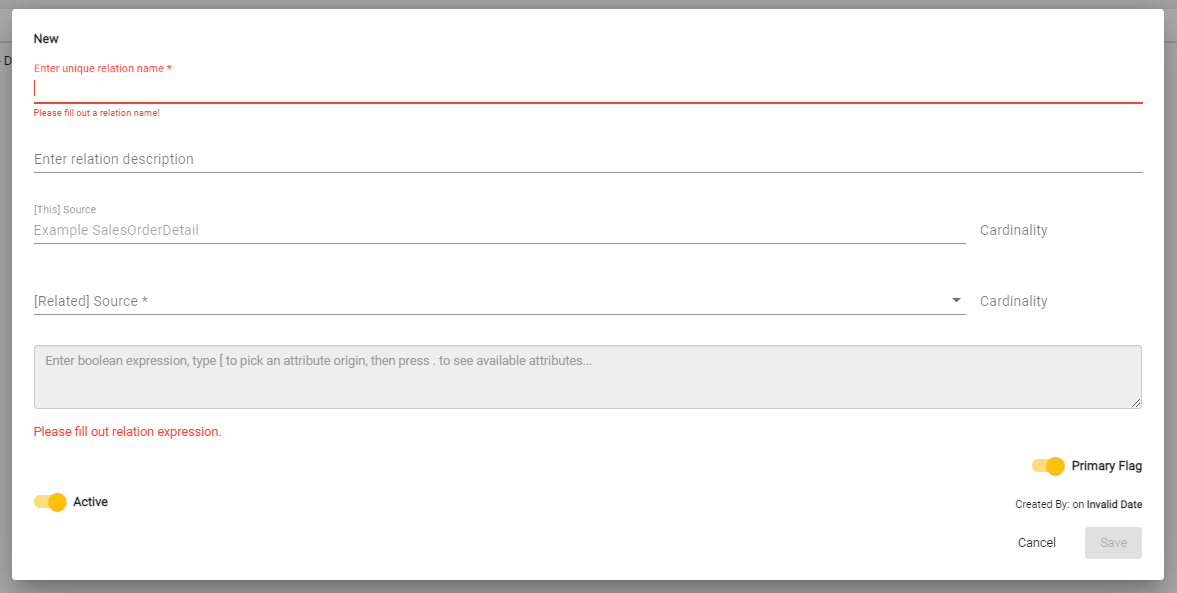 D
New
Enter unique relation name *
Please fill out a relation name!
Enter relation description
[This] Source
Example SalesOrderDetail
Cardinality
[Related] Source *
Cardinality
Enter boolean expression, type [ to pick an attribute origin, then press . to see available attributes...
Please fill out relation expression.
Primary Flag
Active
Created By: on Invalid Date
Cancel
Save